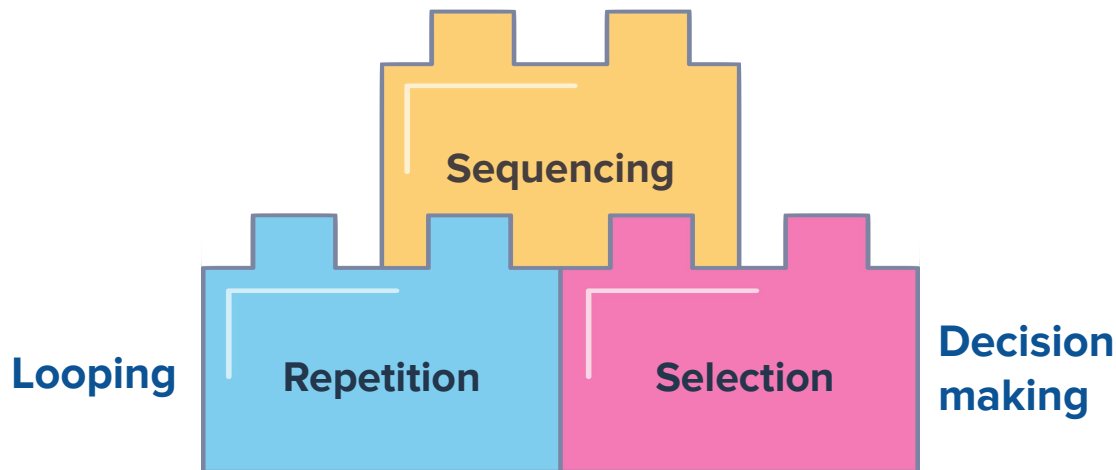 Sequencing
Looping
Repetition
Selection
Decision
making